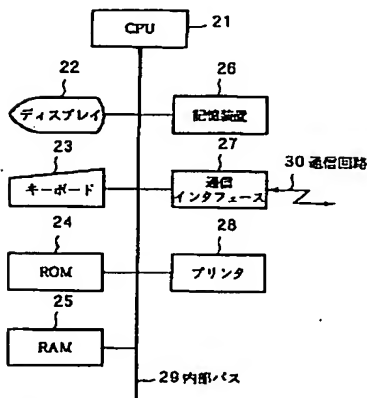 CPU
21
22
ディスプレイ
26
記憶装置
23
キーボード
27
通信
インタフェース
30 通信回路
24
ROM
28
プリンタ
25
RAM
29 内部バス